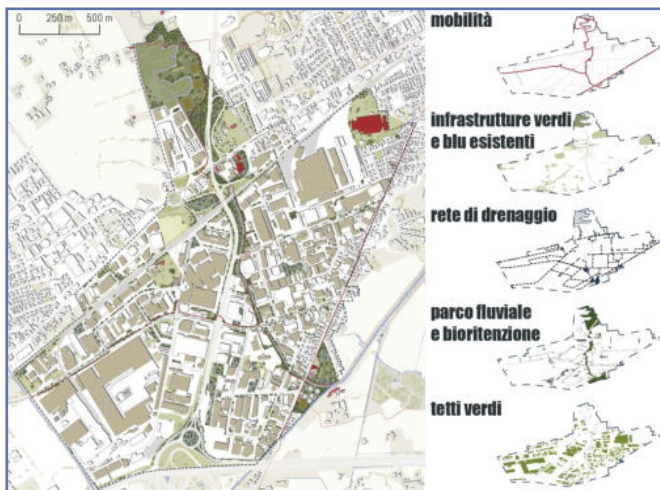 0 250 m 500 m
mobilità
infrastrutture verdi
e blu esistenti
rete di drenaggio
parco fluviale
e bioritenzione
tetti verdi